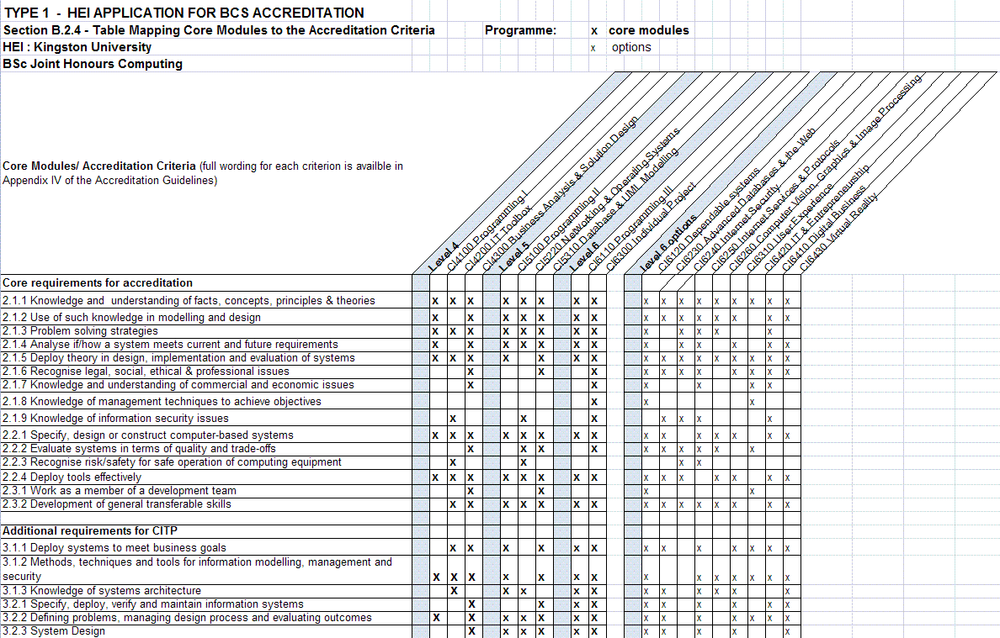 TYPE 1 - HEI APPLICATION FOR BCS ACCREDITATION
Section B.2.4 - Table Mapping Core Modules to the Accreditation Criteria Programme: x core modules
HEI : Kingston University x options
BSc Joint Honours Computing
Core Modules/ Accreditation Criteria (full wording for each criterion is availble in
Appendix IV of the Accreditation Guidelines)
Level 4
CI4100 Programming I
CI4200 IT Toolbox
CI4300 Business Analysis & Solution Design
Level 5
CI5100 Programming II
CI5220 Networking & Operating Systems
CI5310 Database & UML Modelling
Level 6
CI6110 Programming III
CI6300 Individual Project
level 6 options
CI6120 Dependable systems
CI6230 Advanced Databases & the Web
CI6240 Internet Security
CI6250 Internet Services & Protocols
CI6260 Computer Vision, Graphics & Image Processing
CI6310 User Experience
CI6420 IT & Entrepreneurship
CI6410 Digital Business
CI6430 Virtual Reality
Core requirements for accreditation
2.1.1 Knowledge and understanding of facts, concepts, principles & theories x x x x x x x x x x x x x x x x x
2.1.2 Use of such knowledge in modelling and design x x x x x x x x x x x x x x x
2.1.3 Problem solving strategies x x x x x x x x x x x x x
2.1.4 Analyse if/how a system meets current and future requirements x x x x x x x x x x x x x
2.1.5 Deploy theory in design, implementation and evaluation of systems x x x x x x x x x x x x x x x x
2.1.6 Recognise legal, social, ethical & professional issues x x x x x x x x x x x
2.1.7 Knowledge and understanding of commercial and economic issues x x x x x x
2.1.8 Knowledge of management techniques to achieve objectives x x x
2.1.9 Knowledge of information security issues x x x x x x x
2.2.1 Specify, design or construct computer-based systems x x x x x x x x x x x x x x x
2.2.2 Evaluate systems in terms of quality and trade-offs x x x x x x x x x x
2.2.3 Recognise risk/safety for safe operation of computing equipment x x x x
2.2.4 Deploy tools effectively x x x x x x x x x x x x x x x
2.3.1 Work as a member of a development team x x x x
2.3.2 Development of general transferable skills x x x x x x x x x x x x x x x
Additional requirements for CITP
3.1.1 Deploy systems to meet business goals x x x x x x x x x x x x x
3.1.2 Methods, techniques and tools for information modelling, management and
security x x x x x x x x x x x x x x
3.1.3 Knowledge of systems architecture x x x x x x x x x x x
3.2.1 Specify, deploy, verify and maintain information systems x x x x x x x x x x
3.2.2 Defining problems, managing design process and evaluating outcomes x x x x x x x x x x x x x x
3.2.3 System Design x x x x x x x x x x x